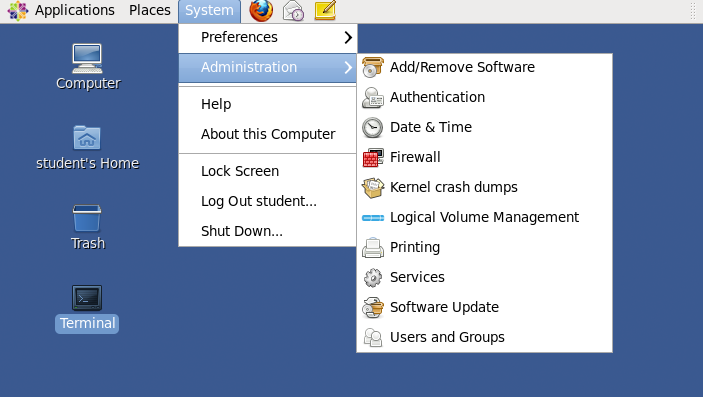 Applications Places System
Computer
student's Home
Trash
Terminal
Preferences
Administration
Help
About this Computer
Lock Screen
Log Out student...
Shut Down...
Add/Remove Software
Authentication
Date & Time
Firewall
Kernel crash dumps
Logical Volume Management
Printing
Services
Software Update
Users and Groups